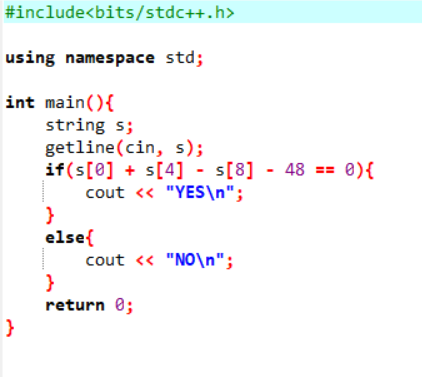 #include<bits/stdc++.h>
using namespace std;
int main(){
    string s;
    getline(cin, s);
    if(s[0] + s[4] - s[8] - 48 == 0){
        cout << "YES\n";
    }
    else{
        cout << "NO\n";
    }
    return 0;
}